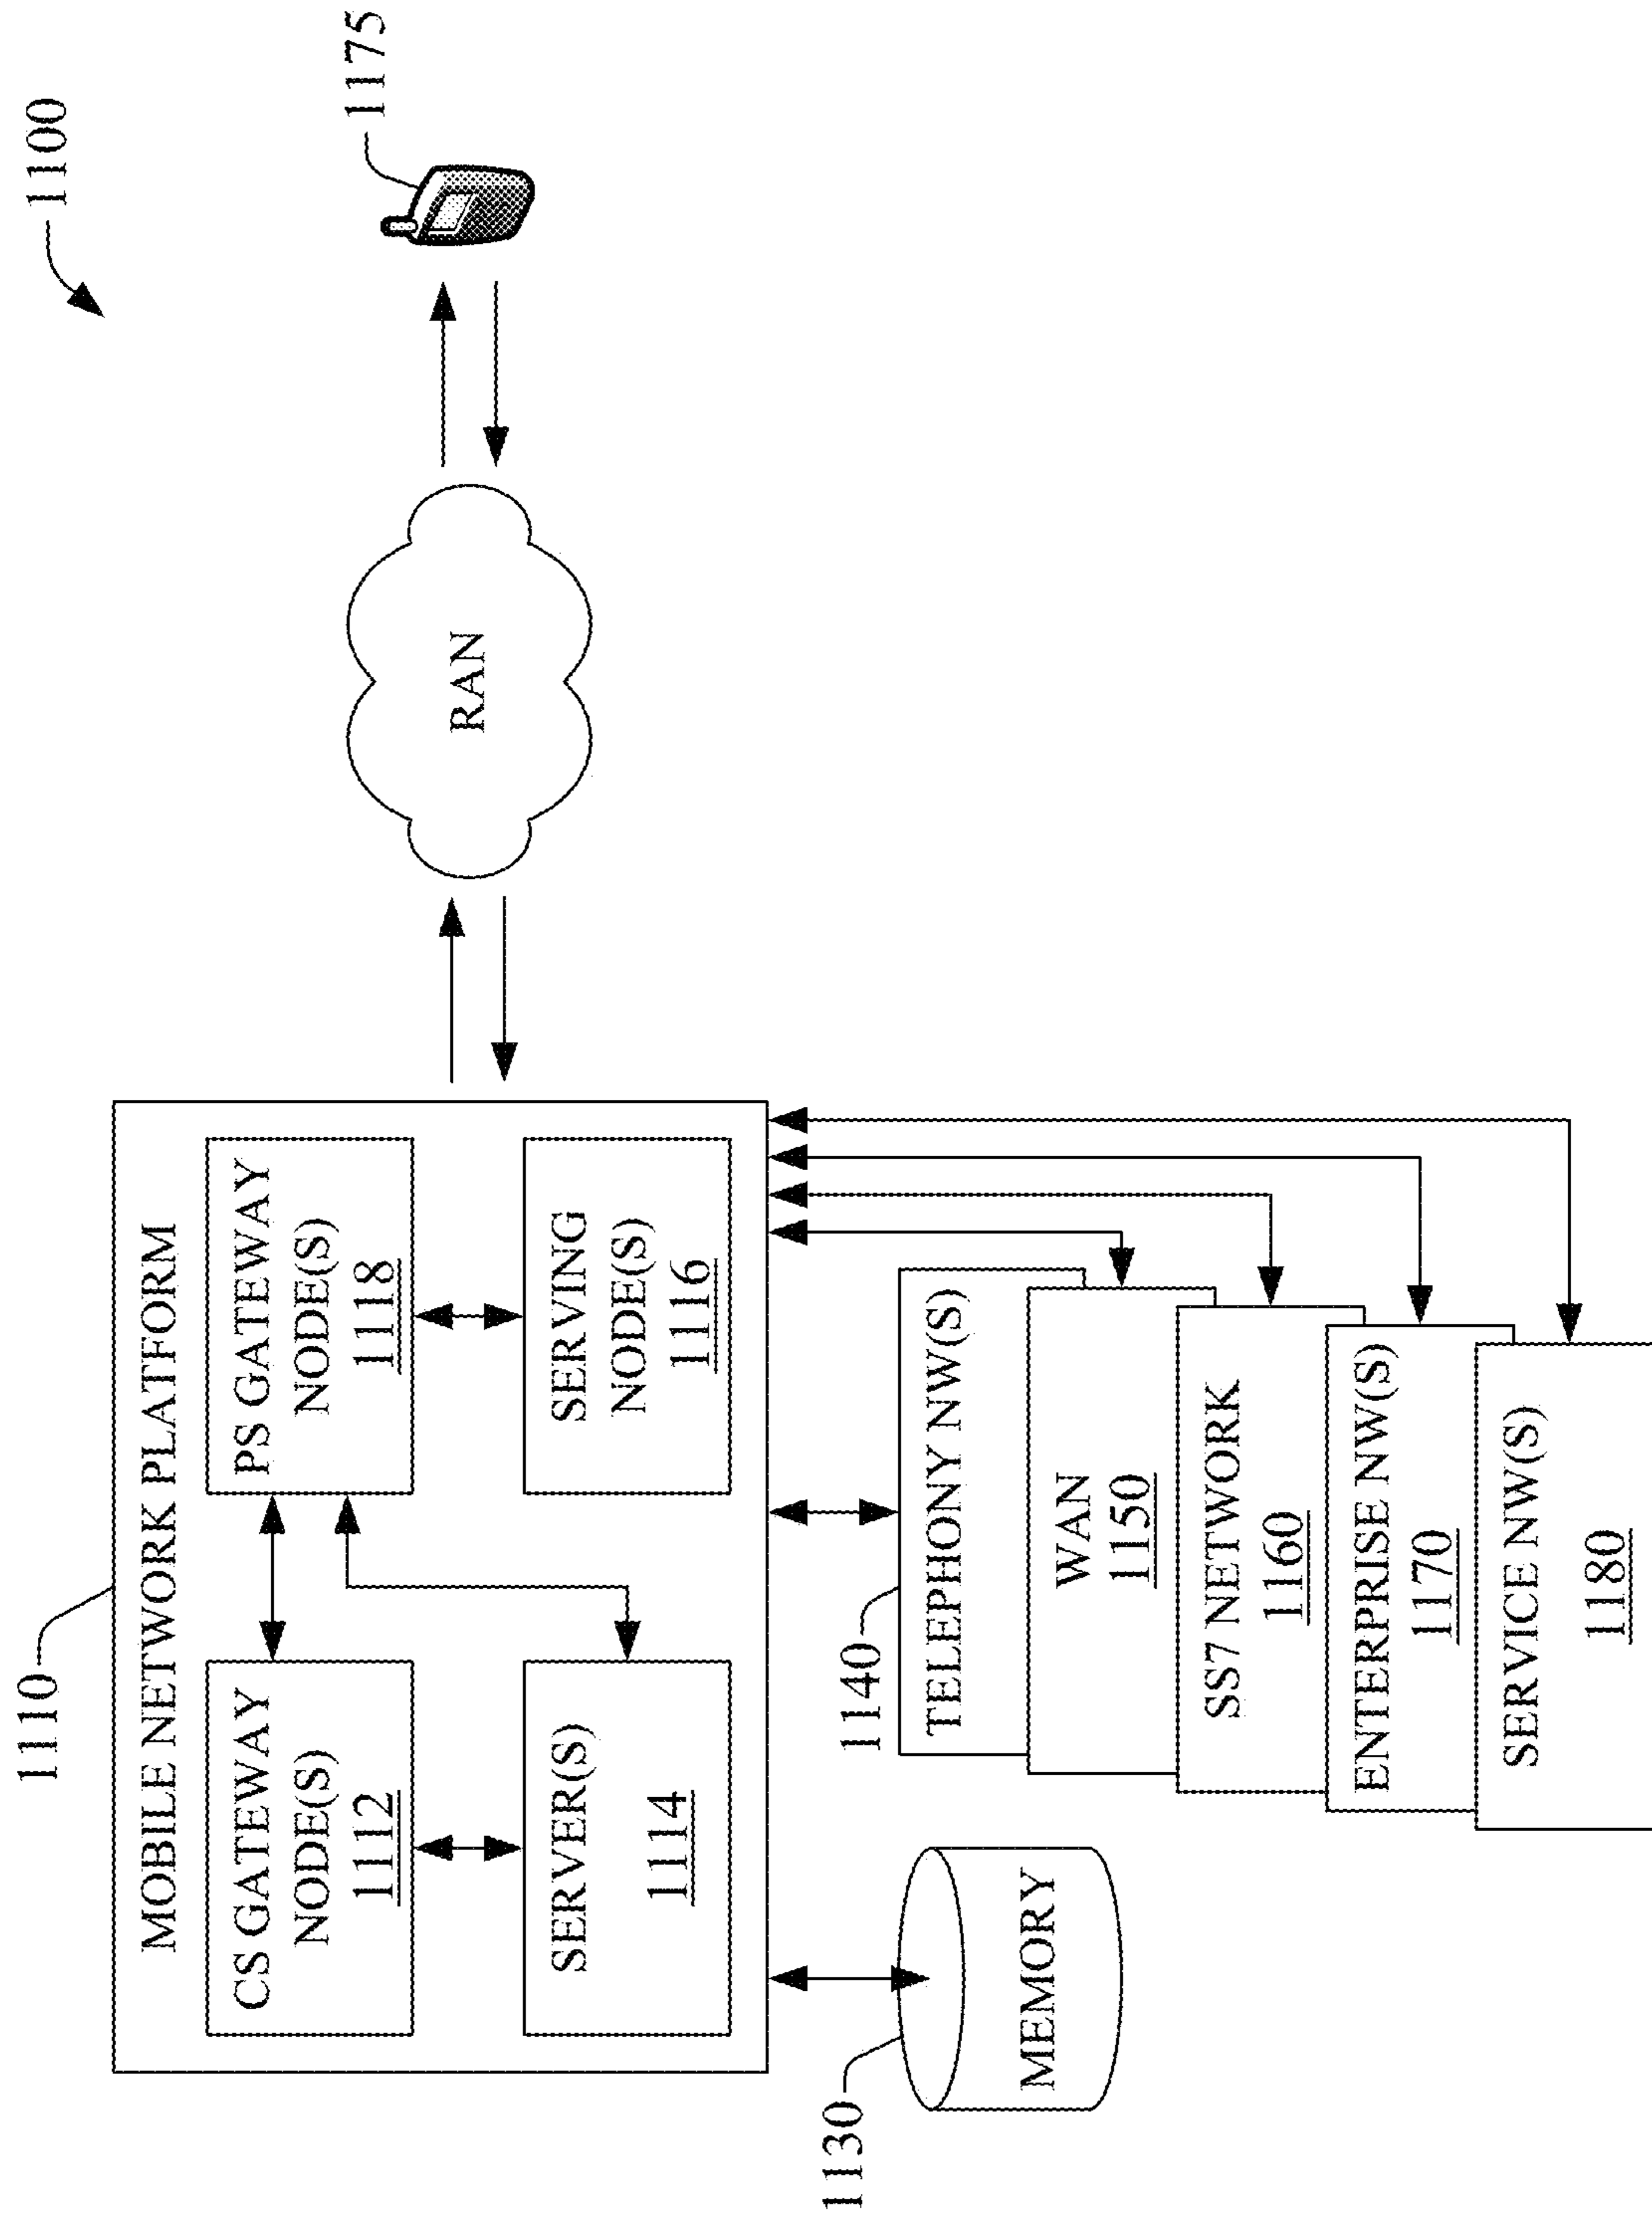 1100
1110
MOBILE NETWORK PLATFORM
CS GATEWAY
NODE(S)
1112
PS GATEWAY
NODE(S)
1118
SERVER(S)
1114
SERVING
NODE(S)
1116
RAN
1175
1130
MEMORY
1140
TELEPHONY NW(S)
WAN
1150
SS7 NETWORK
1160
ENTERPRISE NW(S)
1170
SERVICE NW(S)
1180